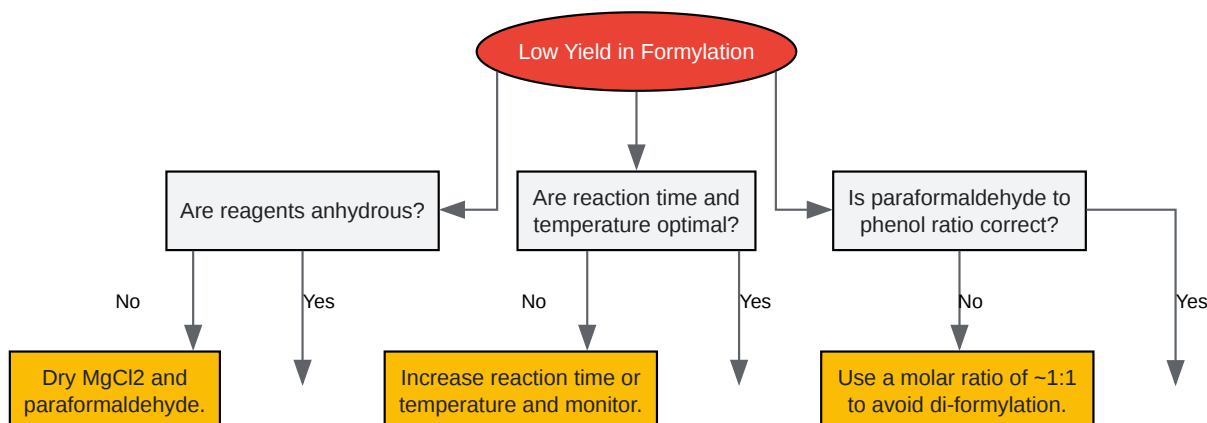 Low Yield in Formylation
Are reagents anhydrous?
Are reaction time and
temperature optimal?
Is paraformaldehyde to
phenol ratio correct?
No
Yes
No
Yes
No
Yes
Dry MgCl2 and
paraformaldehyde.
Increase reaction time or
temperature and monitor.
Use a molar ratio of ~1:1
to avoid di-formylation.